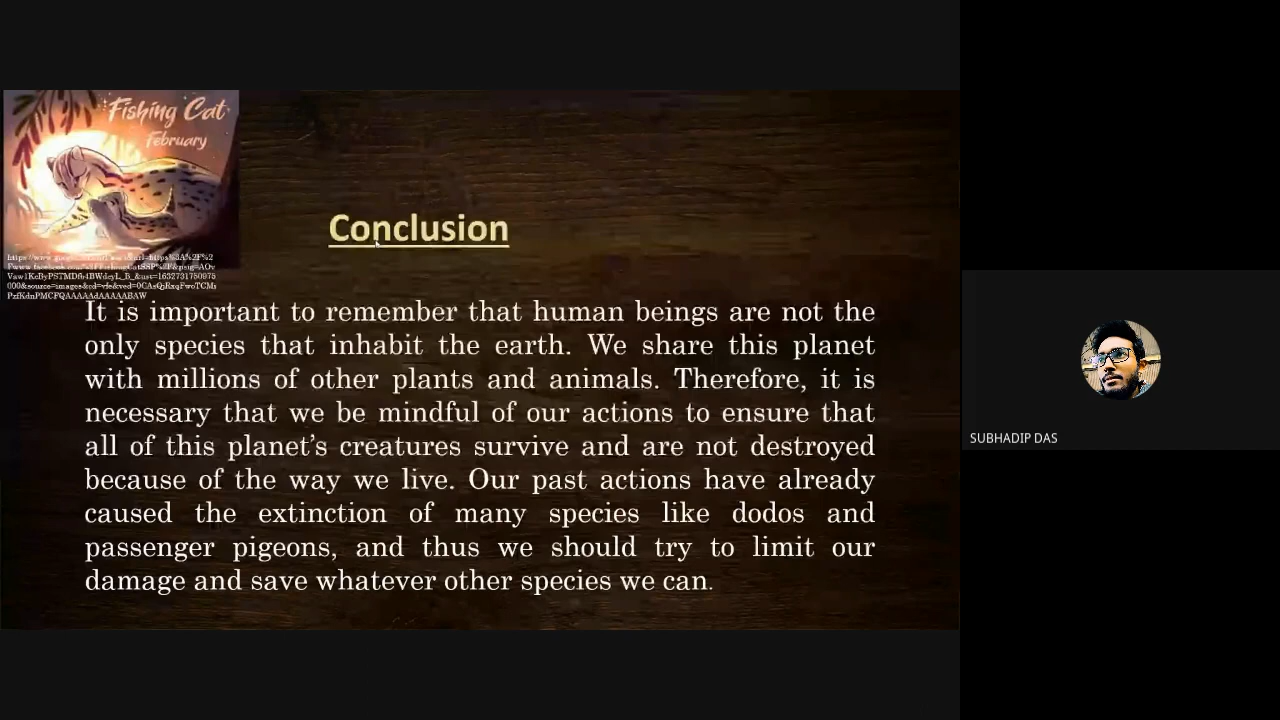 Fishing Cat
February
Conclusion
It is important to remember that human beings are not the
only species that inhabit the earth. We share this planet
with millions of other plants and animals. Therefore, it is
necessary that we be mindful of our actions to ensure that
all of this planet's creatures survive and are not destroyed
because of the way we live. Our past actions have already
caused the extinction of many species like dodos and
passenger pigeons, and thus we should try to limit our
damage and save whatever other species we can.
SUBHADIP DAS